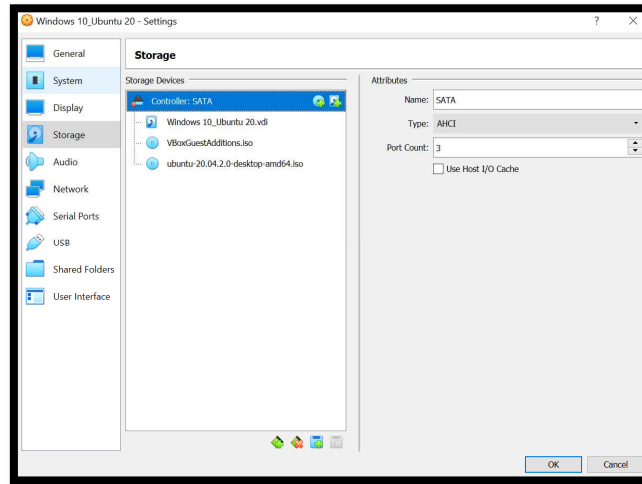 Windows 10_Ubuntu 20 - Settings
?
General
System
Display
Storage
Audio
Network
Serial Ports
USB
Shared Folders
User Interface
Storage
Storage Devices
Controller: SATA
Windows 10_Ubuntu 20.vdi
VBoxGuestAdditions.iso
ubuntu-20.04.2.0-desktop-amd64.iso
Attributes
Name: SATA
Type: AHCI
Port Count: 3
Use Host I/O Cache
OK Cancel